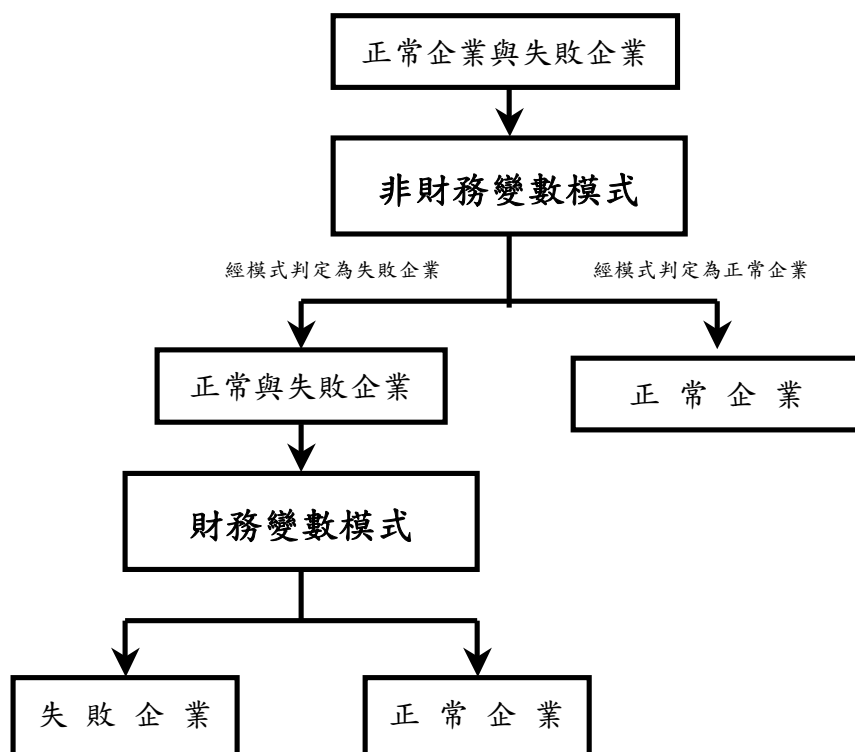 正常企業與失敗企業
非財務變數模式
經模式判定為失敗企業
經模式判定為正常企業
正常與失敗企業
正常企業
財務變數模式
失敗企業
正常企業